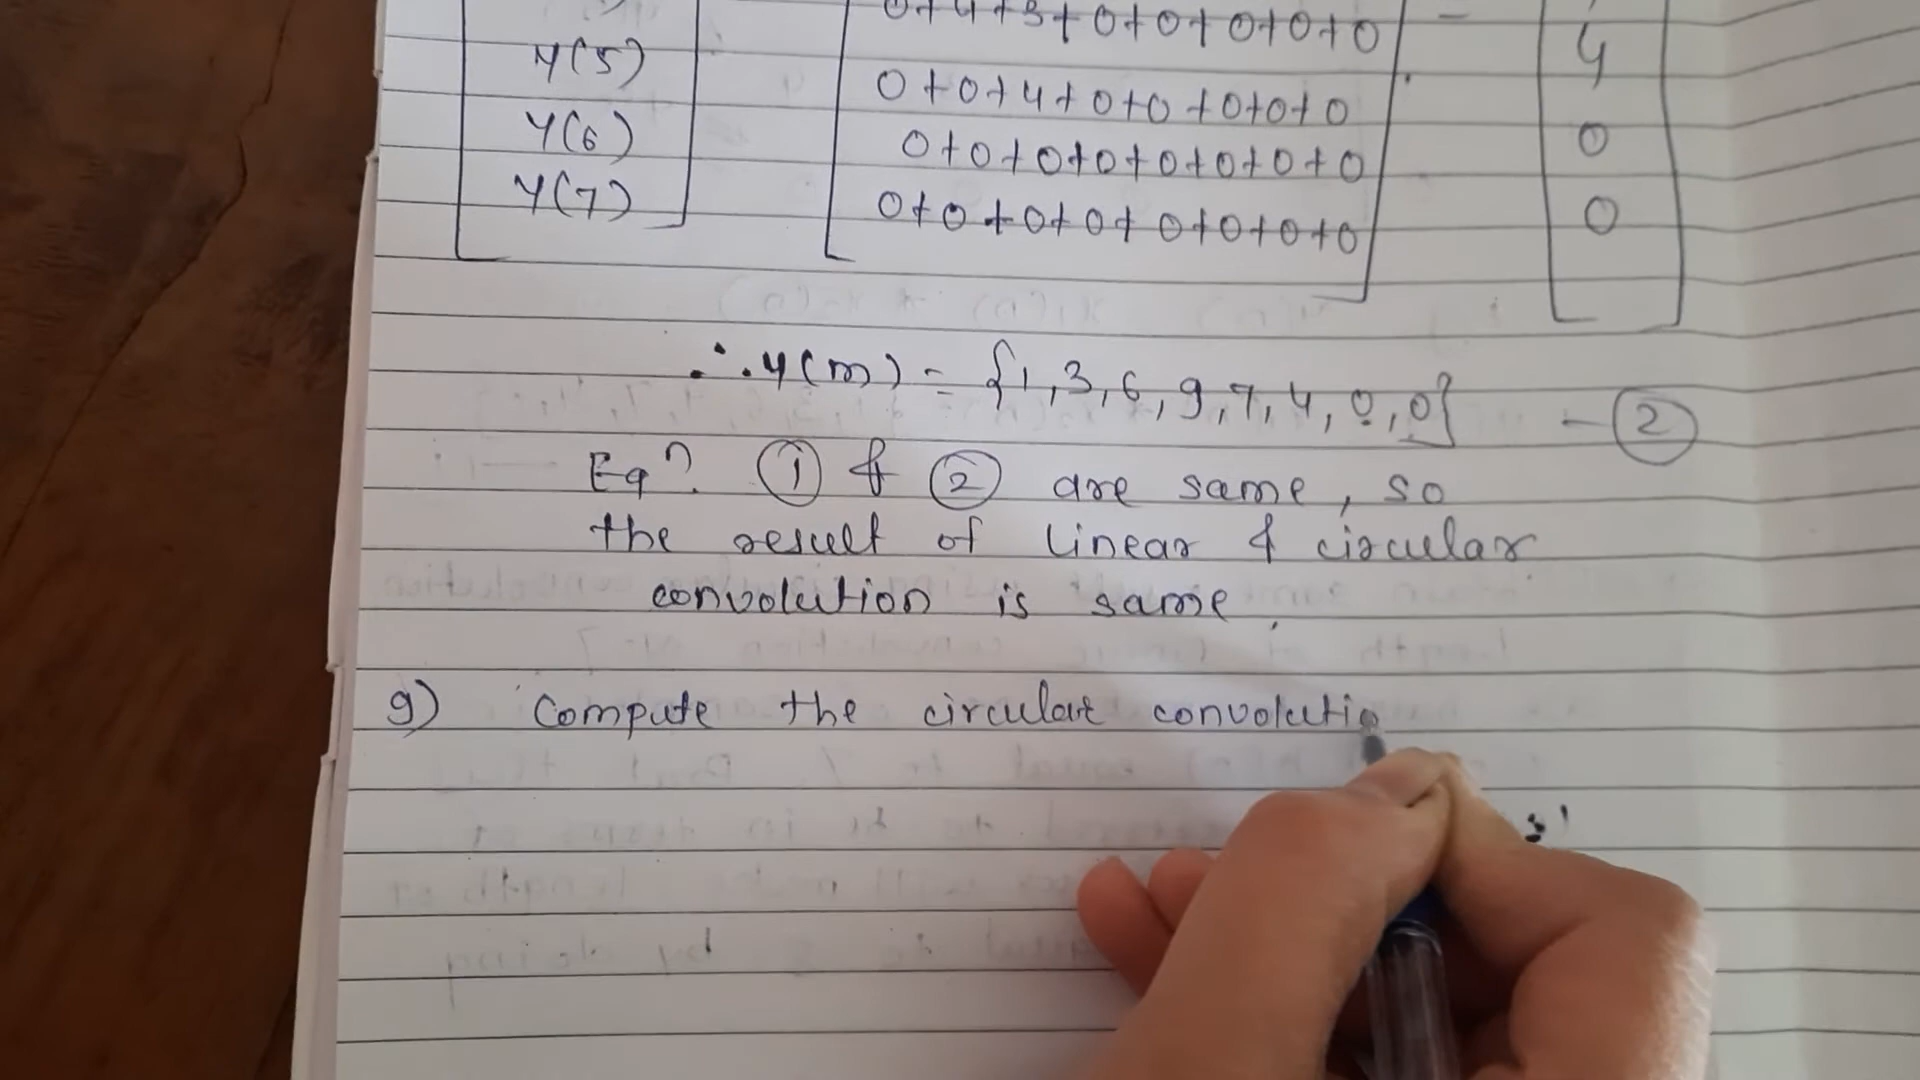 0+4+3+0+0+0+0+0 =
Y(5) 0+0+4+0+0+0+0+0 4
Y(6) 0+0+0+0+0+0+0+0 0
Y(7) 0+0+0+0+0+0+0+0 0
∴ y(m) = {1,3,6,9,7,4,0,0} - ②
Eqn. ① & ② are same, so
the result of linear & circular
convolution is same.
9) Compute the circular convolutio